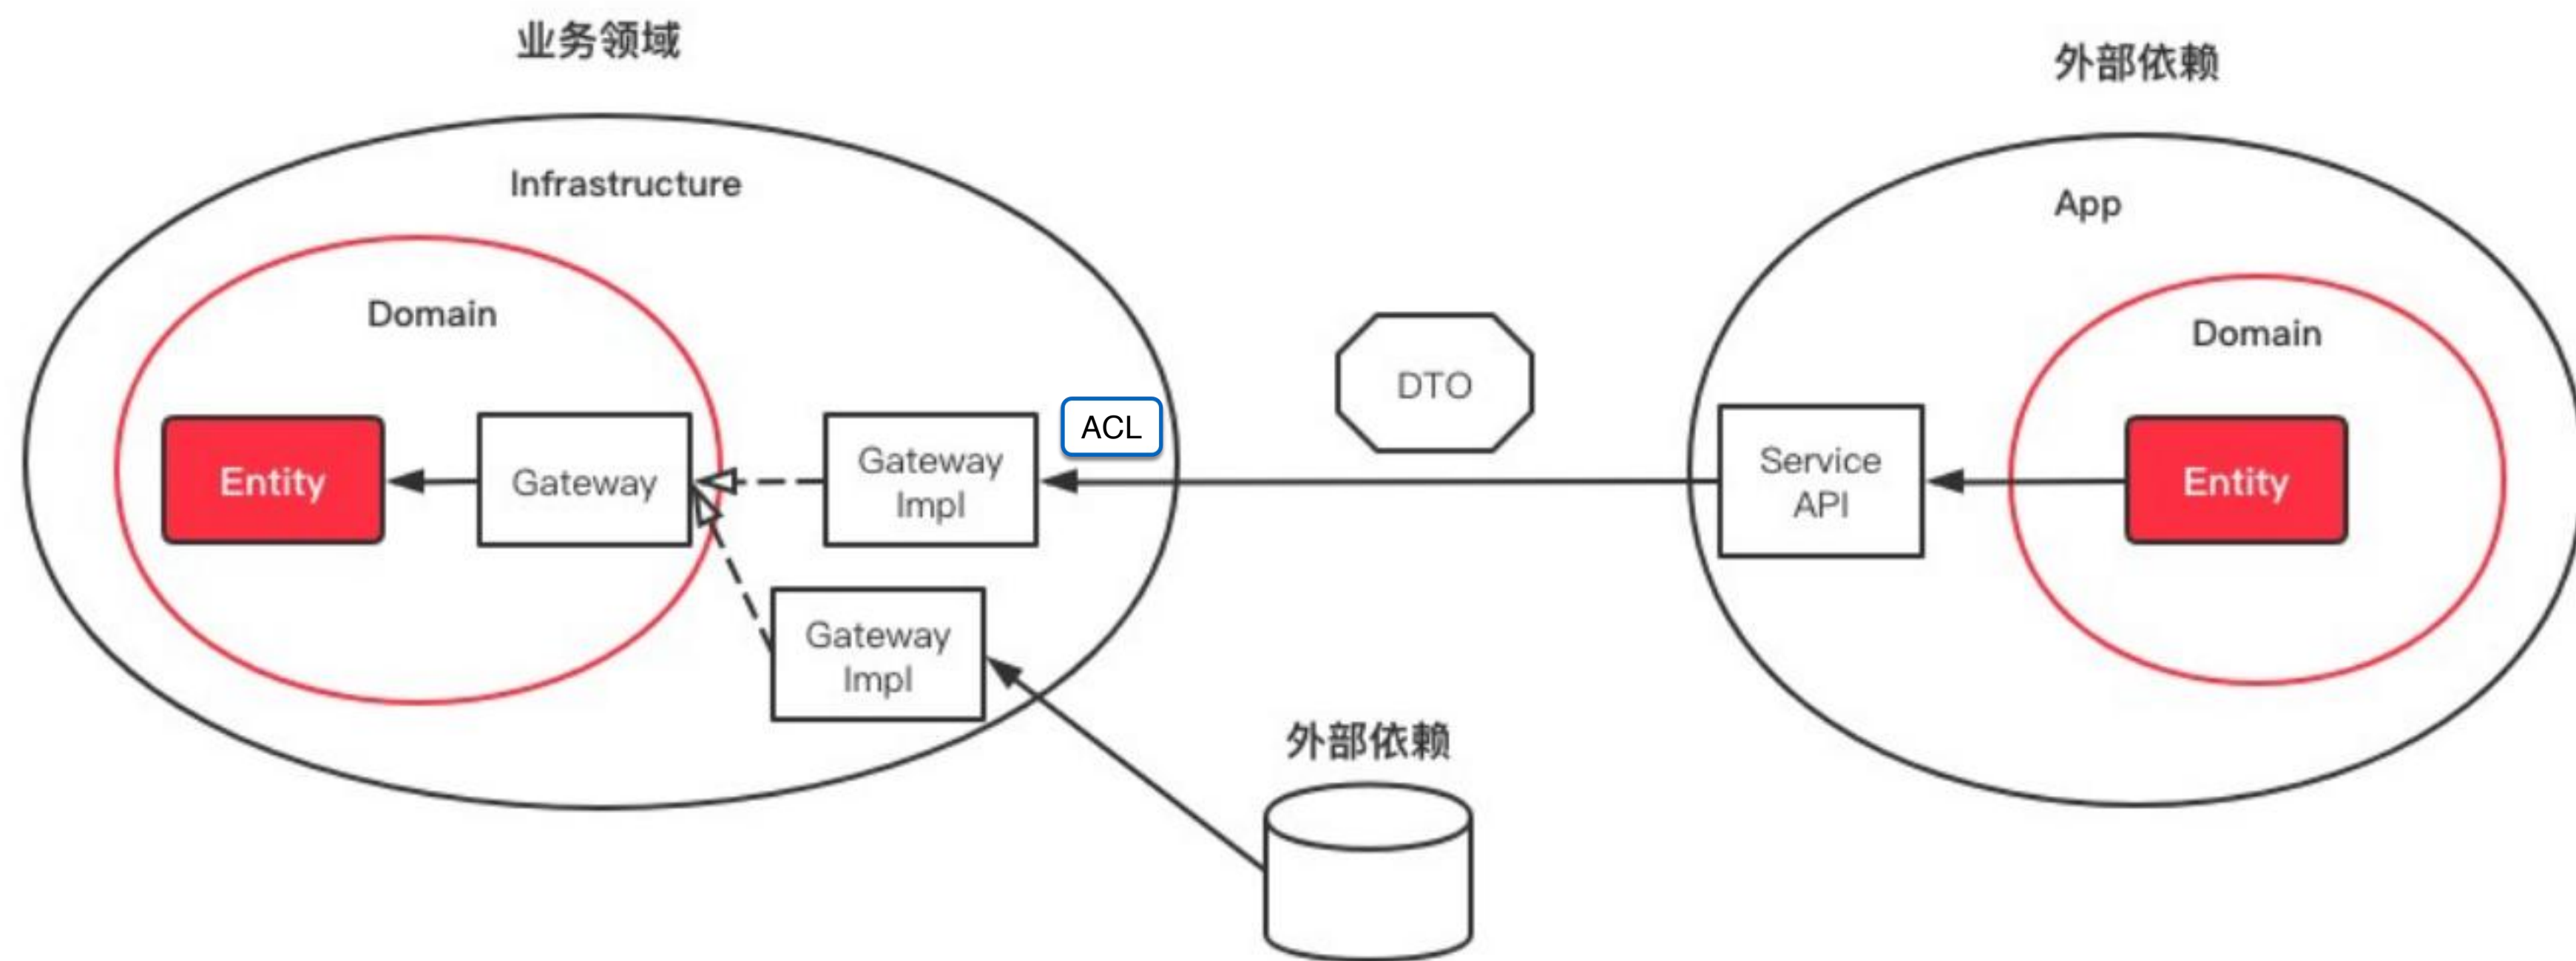 业务领域
外部依赖
Infrastructure
App
Domain
Domain
DTO
ACL
Entity
Gateway
Gateway
Impl
Service
API
Entity
Gateway
Impl
外部依赖